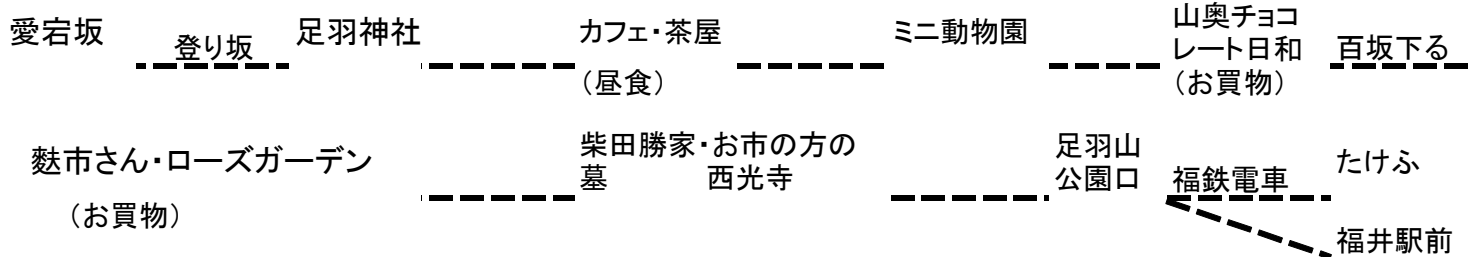 愛宕坂 登り坂 足羽神社 カフェ・茶屋 ミニ動物園 山奥チョコ
レート日和 百坂下る
（昼食） （お買物）
麩市さん・ローズガーデン 柴田勝家・お市の方の 足羽山 たけふ
墓 西光寺 公園口 福鉄電車
（お買物）
福井駅前